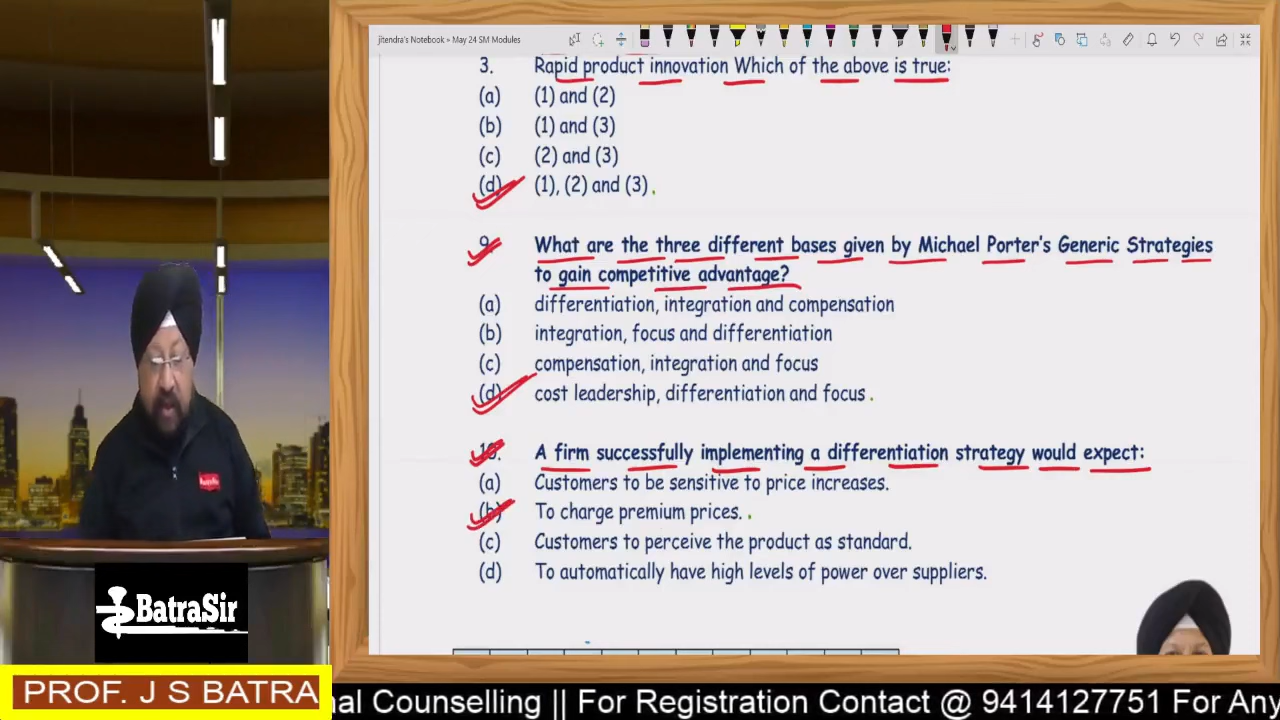 jitendra's Notebook » May 24 SM Modules
3. Rapid product innovation Which of the above is true:
(a) (1) and (2)
(b) (1) and (3)
(c) (2) and (3)
(d) (1), (2) and (3).
9. What are the three different bases given by Michael Porter's Generic Strategies
to gain competitive advantage?
(a) differentiation, integration and compensation
(b) integration, focus and differentiation
(c) compensation, integration and focus
(d) cost leadership, differentiation and focus.
10. A firm successfully implementing a differentiation strategy would expect:
(a) Customers to be sensitive to price increases.
(b) To charge premium prices.
(c) Customers to perceive the product as standard.
(d) To automatically have high levels of power over suppliers.
BatraSir
PROF. J S BATRA
nal Counselling || For Registration Contact @ 9414127751 For Any